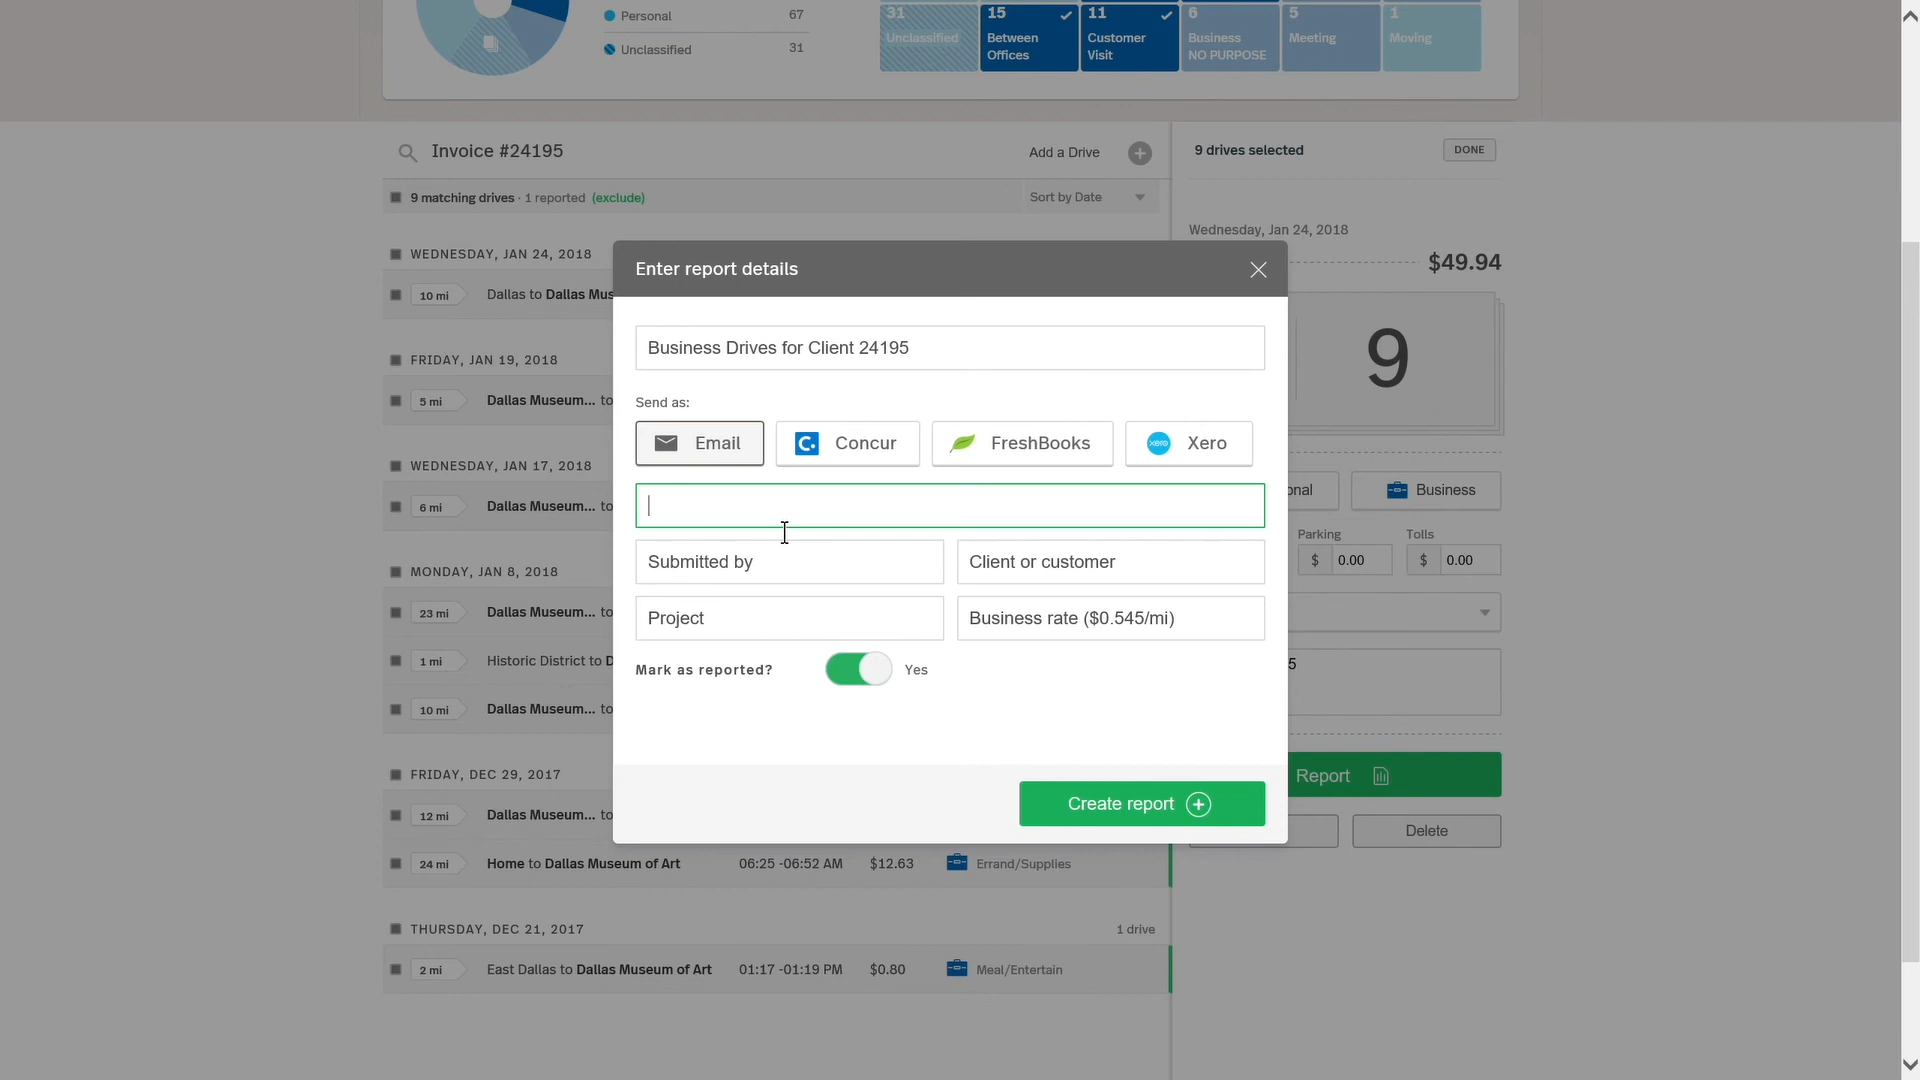 Personal 67
Unclassified 31
31 Unclassified
15 Between Offices
11 Customer Visit
6 Business NO PURPOSE
5 Meeting
1 Moving
Invoice #24195
Add a Drive
9 drives selected
DONE
9 matching drives · 1 reported (exclude)
Sort by Date
Wednesday, Jan 24, 2018
$49.94
9
WEDNESDAY, JAN 24, 2018
10 mi Dallas to Dallas Mus
FRIDAY, JAN 19, 2018
5 mi Dallas Museum... to
WEDNESDAY, JAN 17, 2018
6 mi Dallas Museum... to
MONDAY, JAN 8, 2018
23 mi Dallas Museum... to
1 mi Historic District to D
10 mi Dallas Museum... to
FRIDAY, DEC 29, 2017
12 mi Dallas Museum... to
24 mi Home to Dallas Museum of Art 06:25 -06:52 AM $12.63 Errand/Supplies
THURSDAY, DEC 21, 2017 1 drive
2 mi East Dallas to Dallas Museum of Art 01:17 -01:19 PM $0.80 Meal/Entertain
Enter report details
Business Drives for Client 24195
Send as:
Email
Concur
FreshBooks
xero Xero
Submitted by
Client or customer
Project
Business rate ($0.545/mi)
Mark as reported? Yes
Create report
onal
Business
Parking
Tolls
$ 0.00
$ 0.00
5
Report
Delete